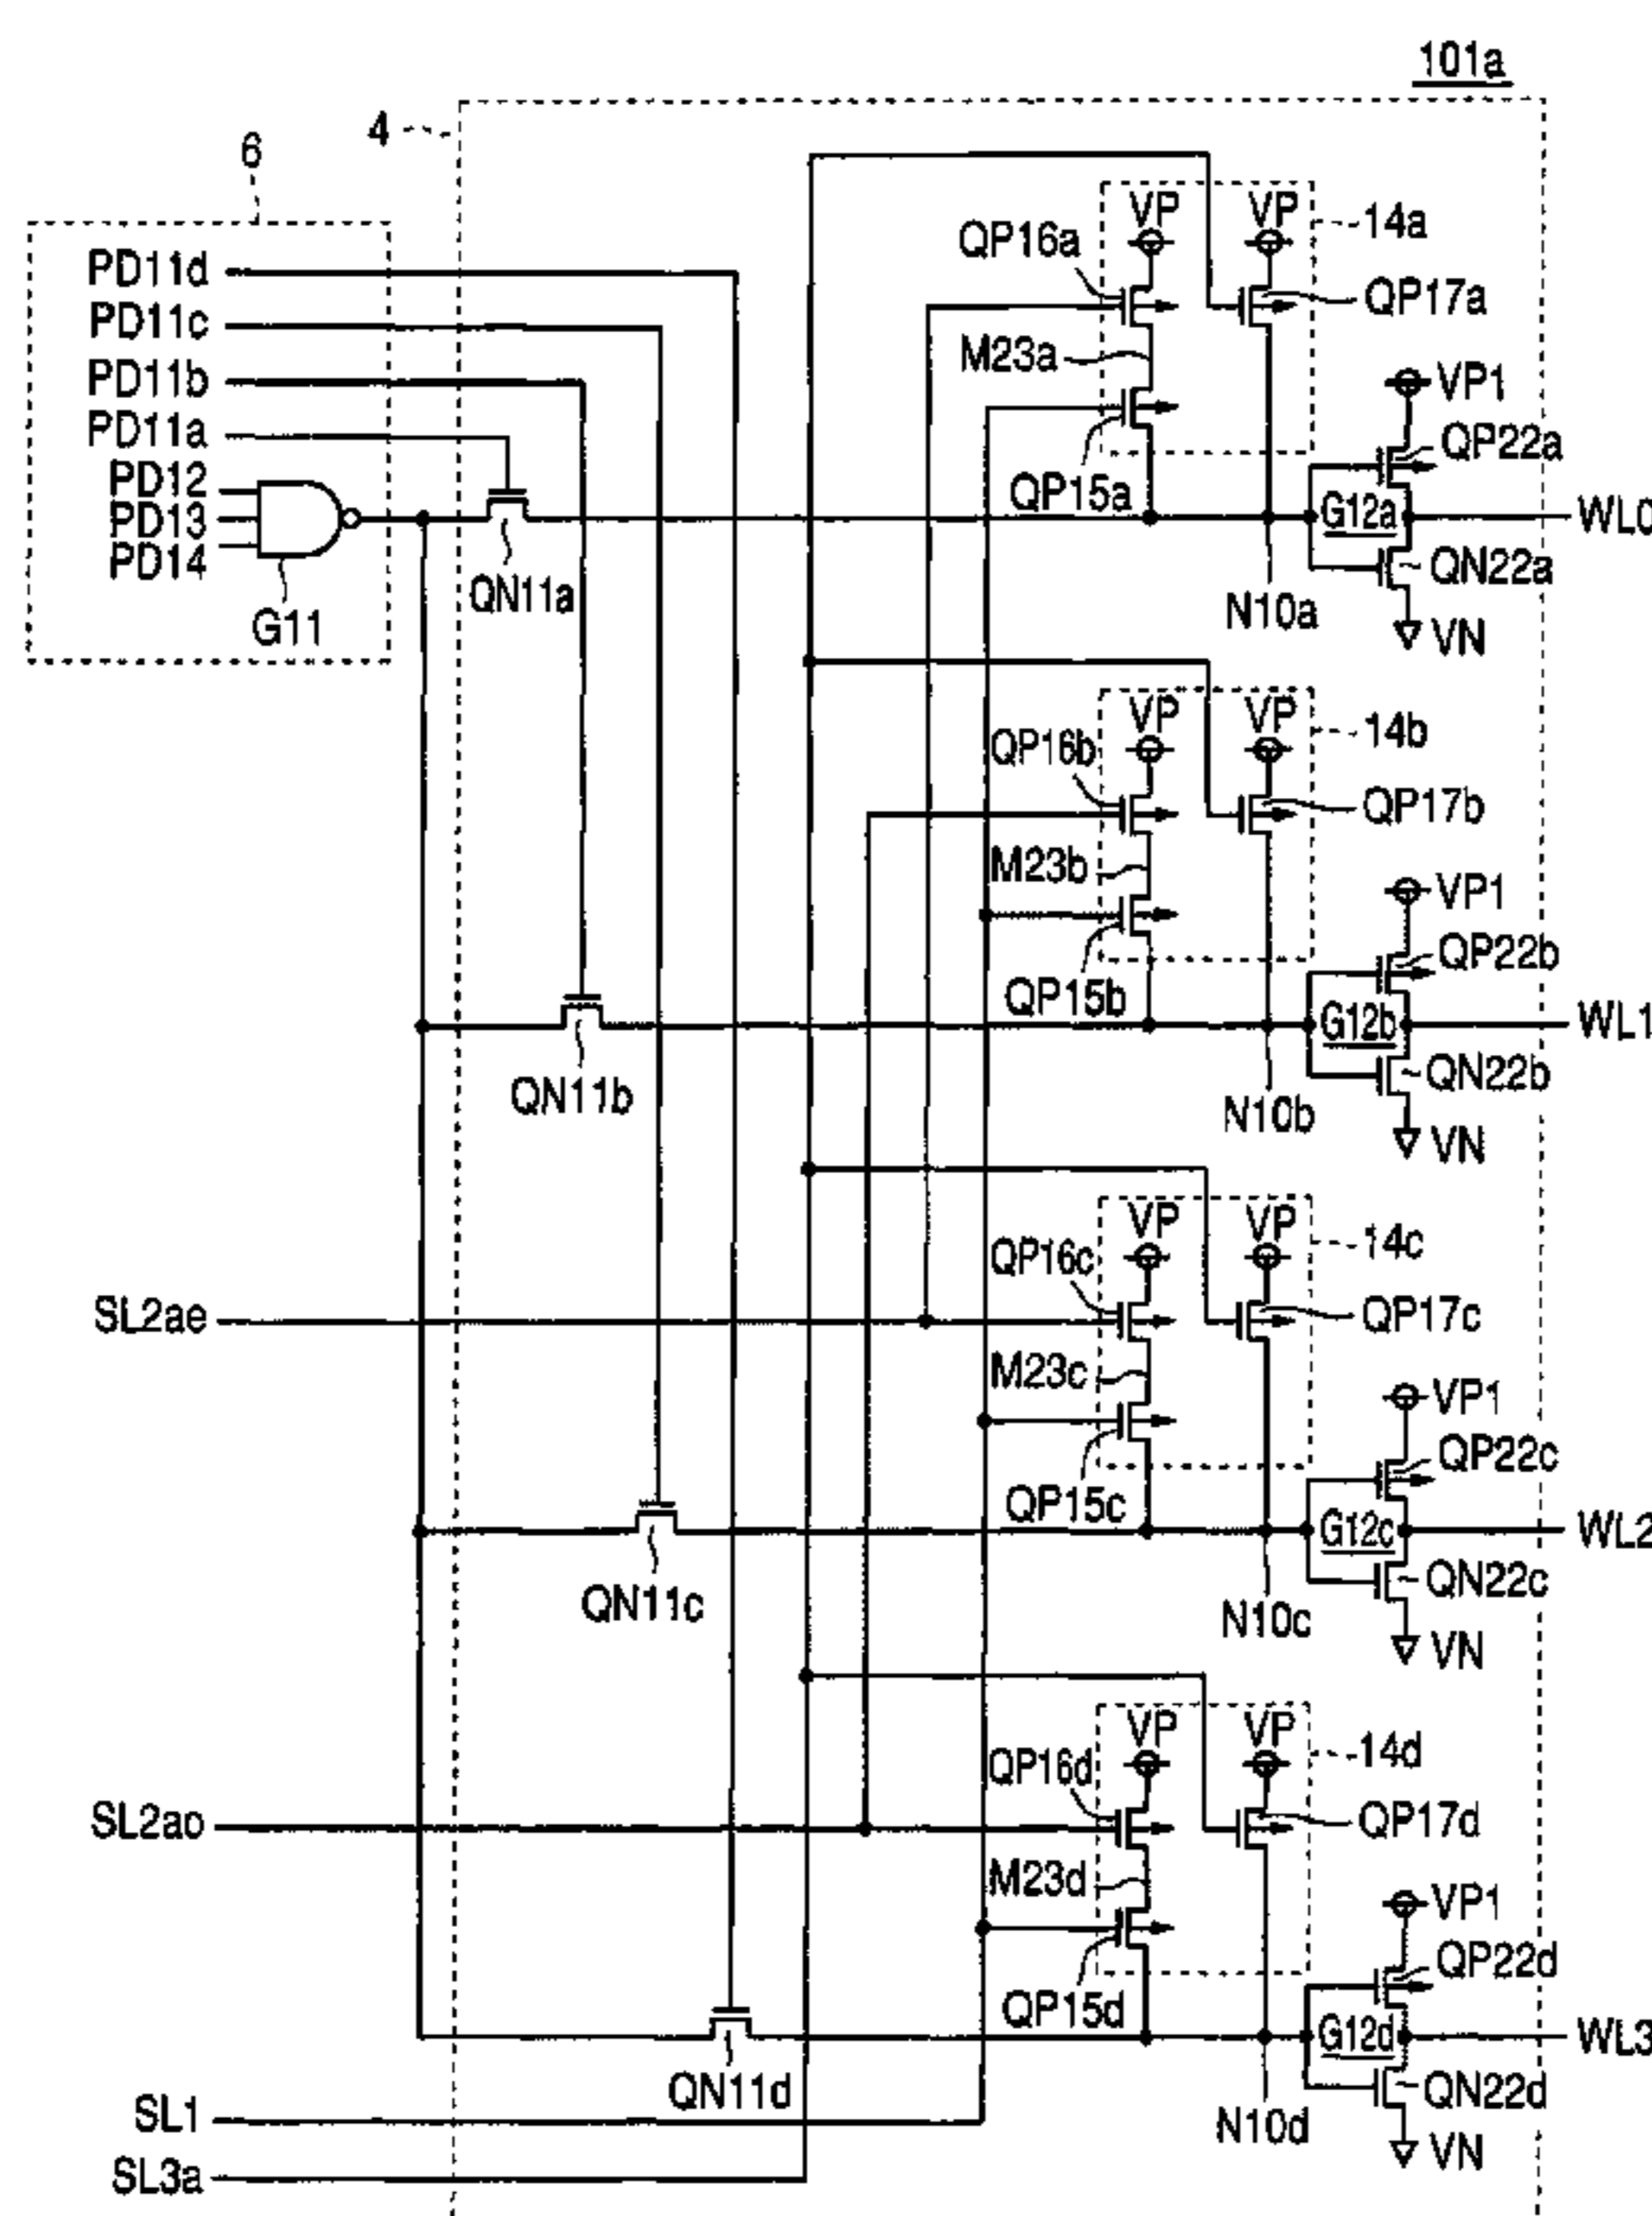 101a
4
6
VP VP
14a
QP16a
PD11d
QP17a
PD11c
M23a
PD11b
VP1
PD11a
QP22a
PD12
QP15a
PD13
G12a
WL0
PD14
QN22a
QN11a
N10a
G11
VN
VP VP
14b
QP16b
QP17b
M23b
VP1
QP22b
QP15b
G12b
WL1
QN22b
QN11b
N10b
VN
VP VP
14c
QP16c
SL2ae
QP17c
M23c
VP1
QP22c
QP15c
G12c
WL2
QN22c
QN11c
N10c
VN
VP VP
14d
QP16d
SL2ao
QP17d
M23d
VP1
QP22d
QP15d
G12d
WL3
QN22d
QN11d
SL1
N10d
VN
SL3a